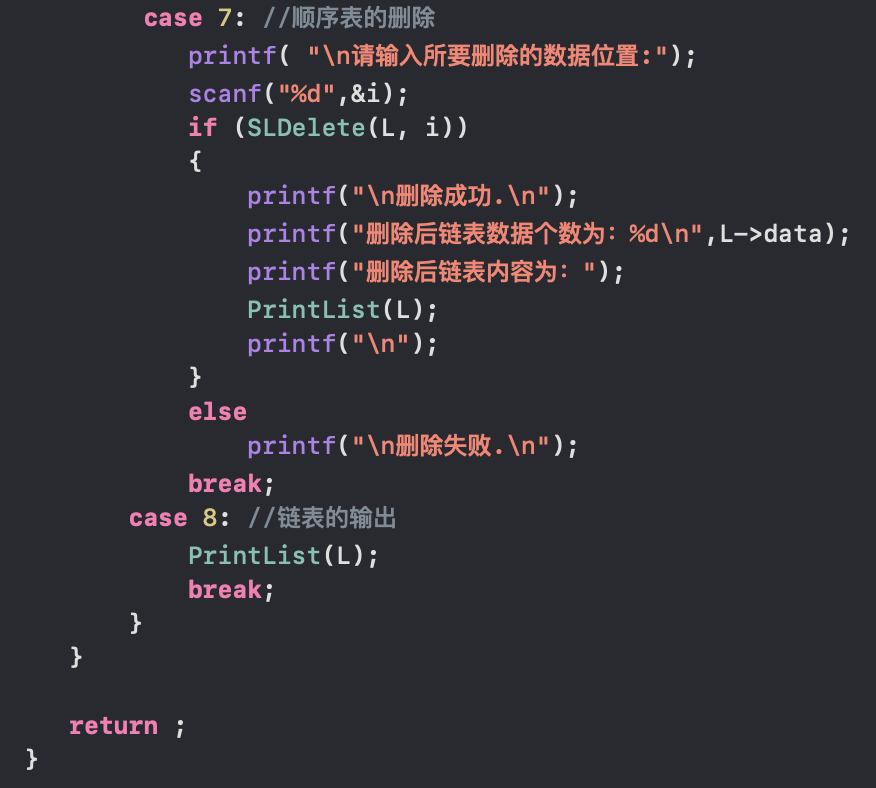 case 7: //顺序表的删除
printf( "\n请输入所要删除的数据位置:");
scanf("%d",&i);
if (SLDelete(L, i))
{
printf("\n删除成功.\n");
printf("删除后链表数据个数为：%d\n",L->data);
printf("删除后链表内容为：");
PrintList(L);
printf("\n");
}
else
printf("\n删除失败.\n");
break;
case 8: //链表的输出
PrintList(L);
break;
}
}
return ;
}